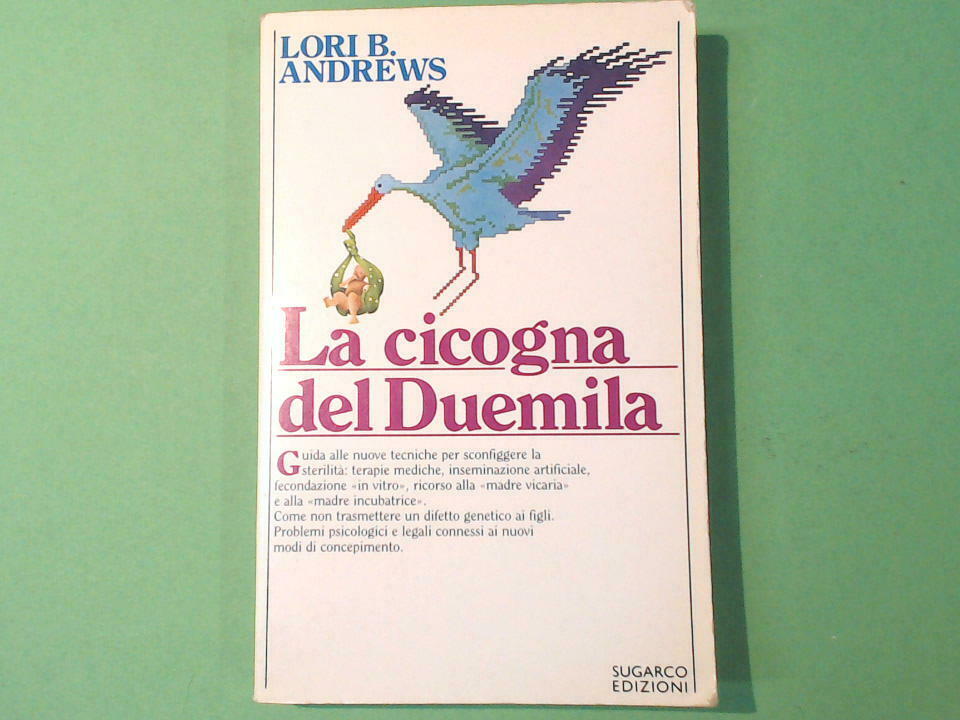 LORI B.
ANDREWS
La cicogna
del Duemila
Guida alle nuove tecniche per sconfiggere la
sterilità: terapie mediche, inseminazione artificiale,
fecondazione «in vitro», ricorso alla «madre vicaria»
e alla «madre incubatrice».
Come non trasmettere un difetto genetico ai figli.
Problemi psicologici e legali connessi ai nuovi
modi di concepimento.
SUGARCO
EDIZIONI